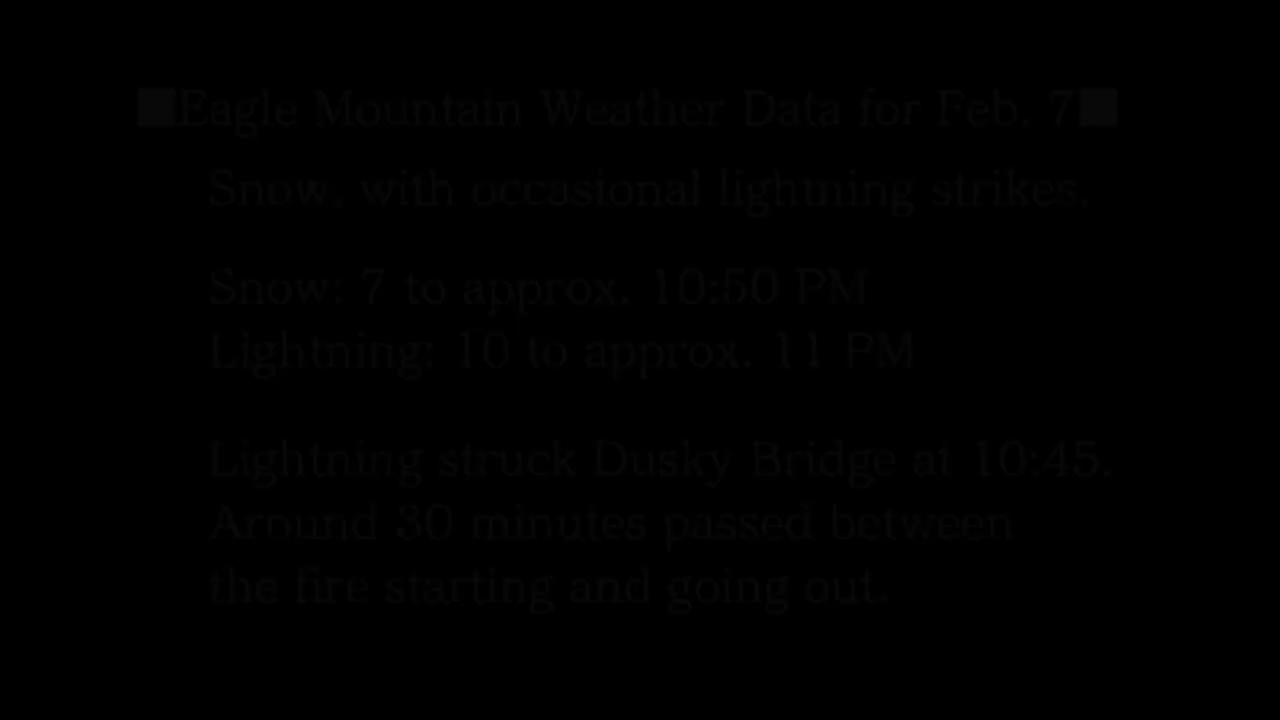 ■Eagle Mountain Weather Data for Feb. 7■
Snow, with occasional lightning strikes.
Snow: 7 to approx. 10:50 PM
Lightning: 10 to approx. 11 PM
Lightning struck Dusky Bridge at 10:45.
Around 30 minutes passed between
the fire starting and going out.